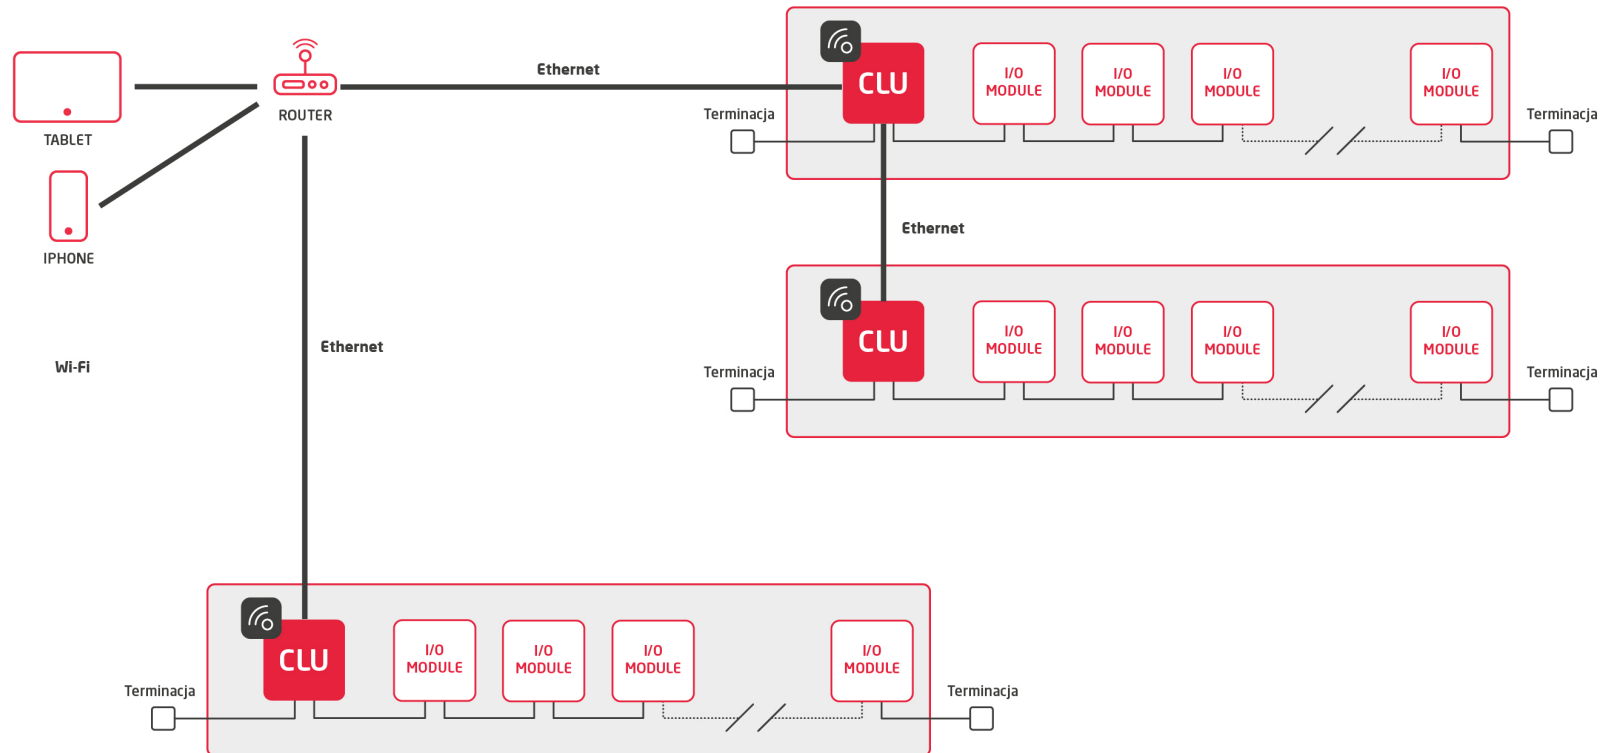 TABLET
IPHONE
Wi-Fi
ROUTER
Ethernet
Ethernet
Terminacja
CLU
I/O
MODULE
I/O
MODULE
I/O
MODULE
I/O
MODULE
Terminacja
Ethernet
Terminacja
CLU
I/O
MODULE
I/O
MODULE
I/O
MODULE
I/O
MODULE
Terminacja
Terminacja
CLU
I/O
MODULE
I/O
MODULE
I/O
MODULE
I/O
MODULE
Terminacja